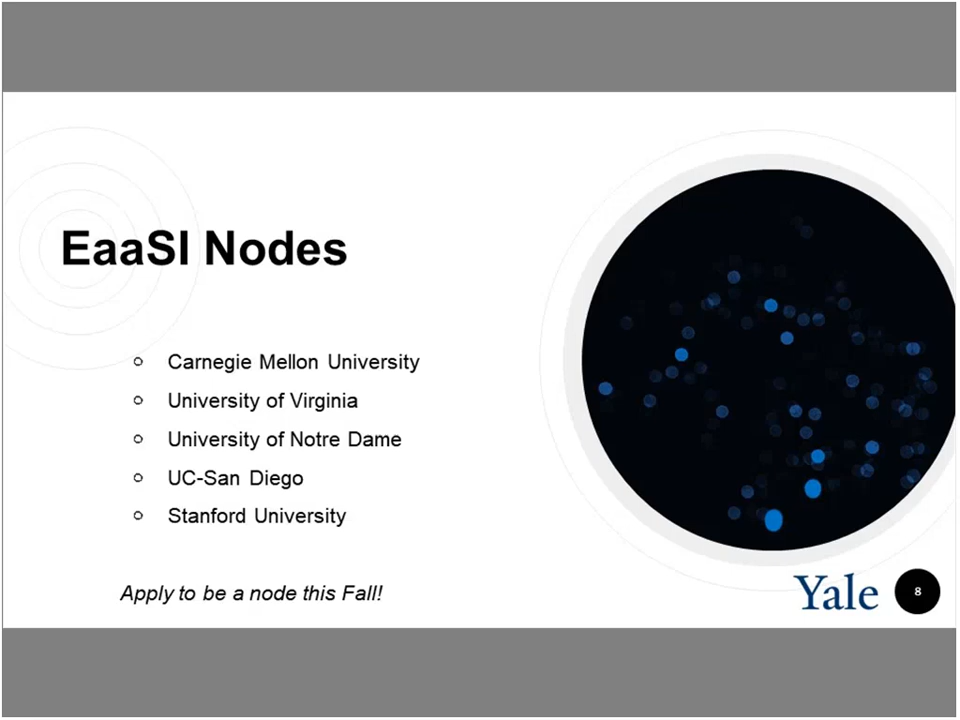 EaaSI Nodes
Carnegie Mellon University
University of Virginia
University of Notre Dame
UC-San Diego
Stanford University
Apply to be a node this Fall!
Yale
8